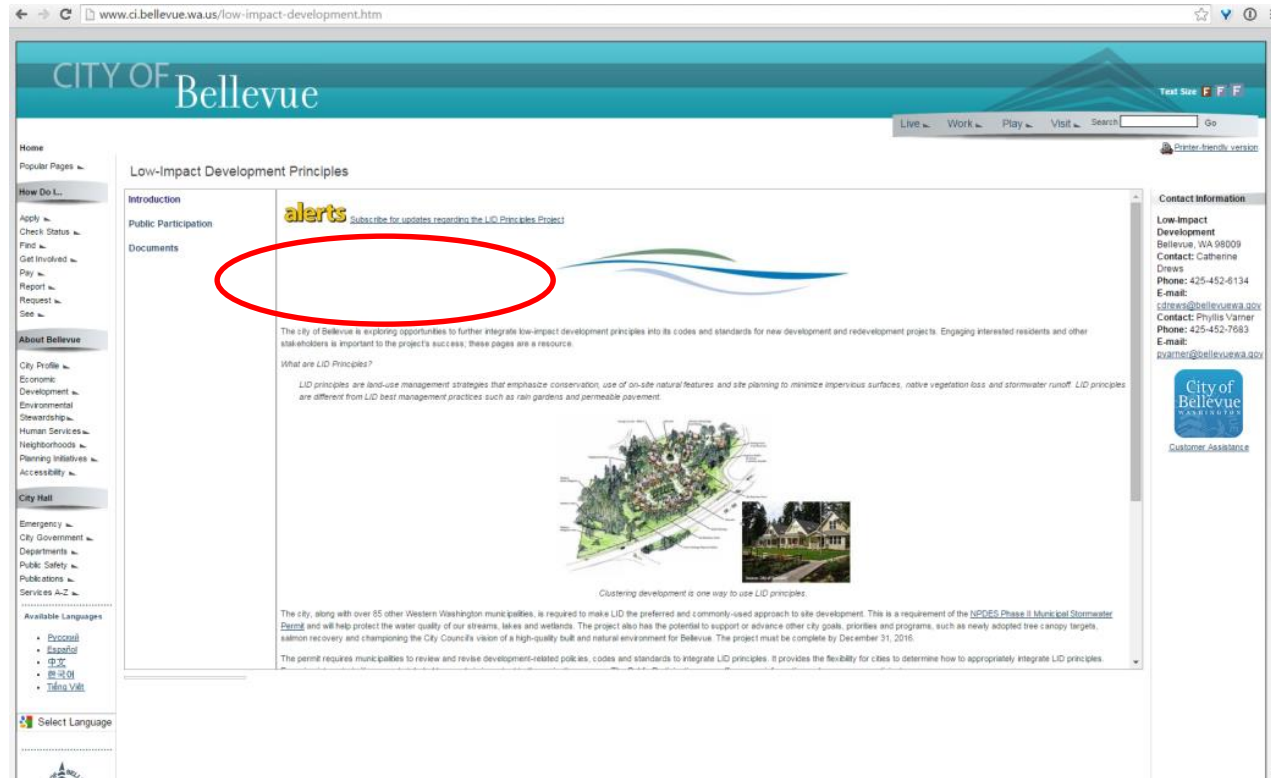 www.ci.bellevue.wa.us/low-impact-development.htm
CITY OF Bellevue
Text Size F F F
Live Work Play Visit Search Go
Home
Printer-friendly version
Popular Pages
Low-Impact Development Principles
How Do I...
Apply
Check Status
Find
Get Involved
Pay
Report
Request
See
About Bellevue
City Profile
Economic
Development
Environmental
Stewardship
Human Services
Neighborhoods
Planning Initiatives
Accessibility
City Hall
Emergency
City Government
Departments
Public Safety
Publications
Services A-Z
Available Languages
Русский
Español
中文
한국어
Tiếng Việt
Select Language
Introduction
Public Participation
Documents
alerts Subscribe for updates regarding the LID Principles Project
The city of Bellevue is exploring opportunities to further integrate low-impact development principles into its codes and standards for new development and redevelopment projects. Engaging interested residents and other
stakeholders is important to the project's success; these pages are a resource.
What are LID Principles?
LID principles are land-use management strategies that emphasize conservation, use of on-site natural features and site planning to minimize impervious surfaces, native vegetation loss and stormwater runoff. LID principles
are different from LID best management practices such as rain gardens and permeable pavement.
Clustering development is one way to use LID principles.
The city, along with over 85 other Western Washington municipalities, is required to make LID the preferred and commonly-used approach to site development. This is a requirement of the NPDES Phase II Municipal Stormwater
Permit and will help protect the water quality of our streams, lakes and wetlands. The project also has the potential to support or advance other city goals, priorities and programs, such as newly adopted tree canopy targets,
salmon recovery and championing the City Council's vision of a high-quality built and natural environment for Bellevue. The project must be complete by December 31, 2016.
The permit requires municipalities to review and revise development-related policies, codes and standards to integrate LID principles. It provides the flexibility for cities to determine how to appropriately integrate LID principles.
Contact Information
Low-Impact
Development
Bellevue, WA 98009
Contact: Catherine
Drews
Phone: 425-452-6134
E-mail:
cdrews@bellevuewa.gov
Contact: Phyllis Varner
Phone: 425-452-7683
E-mail:
pvarner@bellevuewa.gov
City of
Bellevue
WASHINGTON
Customer Assistance